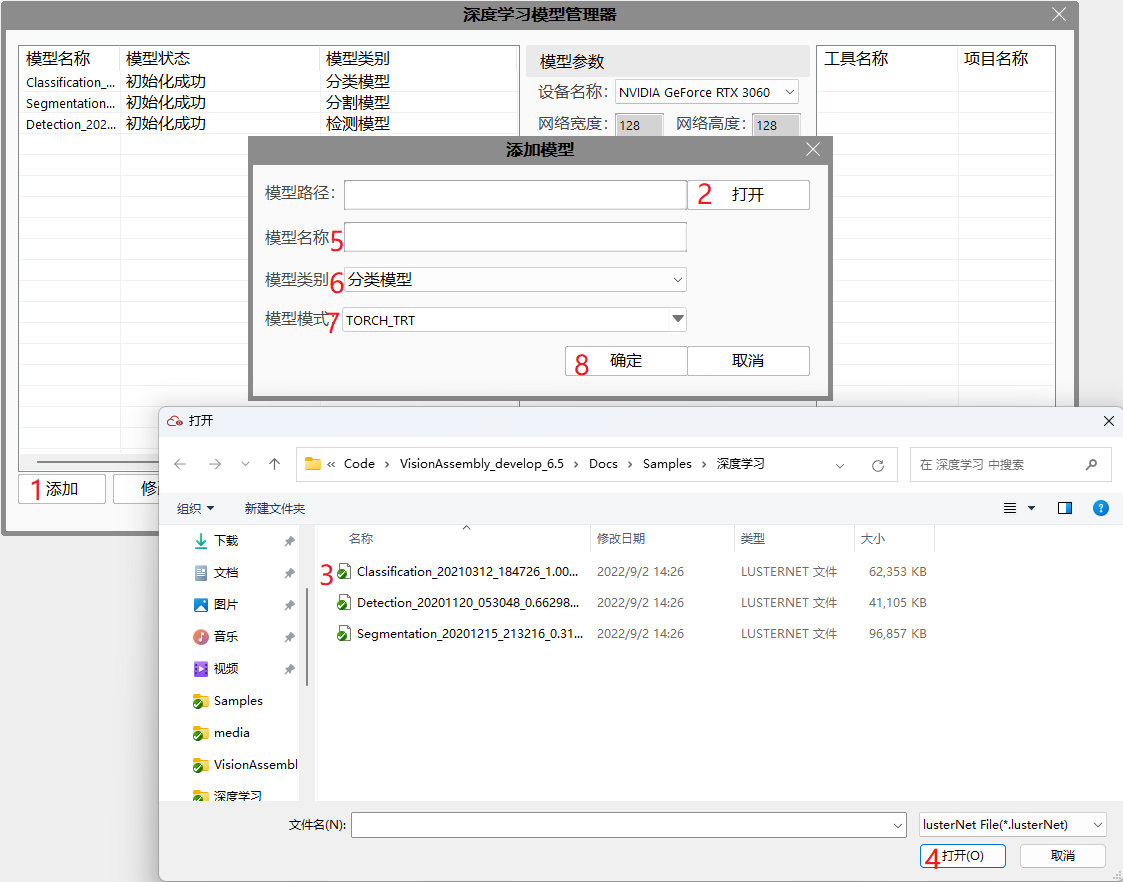 深度学习模型管理器
模型名称 模型状态 模型类别
Classification_... 初始化成功 分类模型
Segmentation... 初始化成功 分割模型
Detection_202... 初始化成功 检测模型
模型参数
设备名称: NVIDIA GeForce RTX 3060
网络宽度: 128 网络高度: 128
工具名称 项目名称
添加模型
模型路径: 2 打开
模型名称 5
模型类别 6 分类模型
模型模式 7 TORCH_TRT
8 确定 取消
1 添加
打开
« Code › VisionAssembly_develop_6.5 › Docs › Samples › 深度学习
在 深度学习 中搜索
组织 新建文件夹
下载
文档
图片
音乐
视频
Samples
media
VisionAssembl
深度学习
名称 修改日期 类型 大小
3 Classification_20210312_184726_1.00... 2022/9/2 14:26 LUSTERNET 文件 62,353 KB
Detection_20201120_053048_0.66298... 2022/9/2 14:26 LUSTERNET 文件 41,105 KB
Segmentation_20201215_213216_0.31... 2022/9/2 14:26 LUSTERNET 文件 96,857 KB
文件名(N): lusterNet File(*.lusterNet)
4 打开(O) 取消